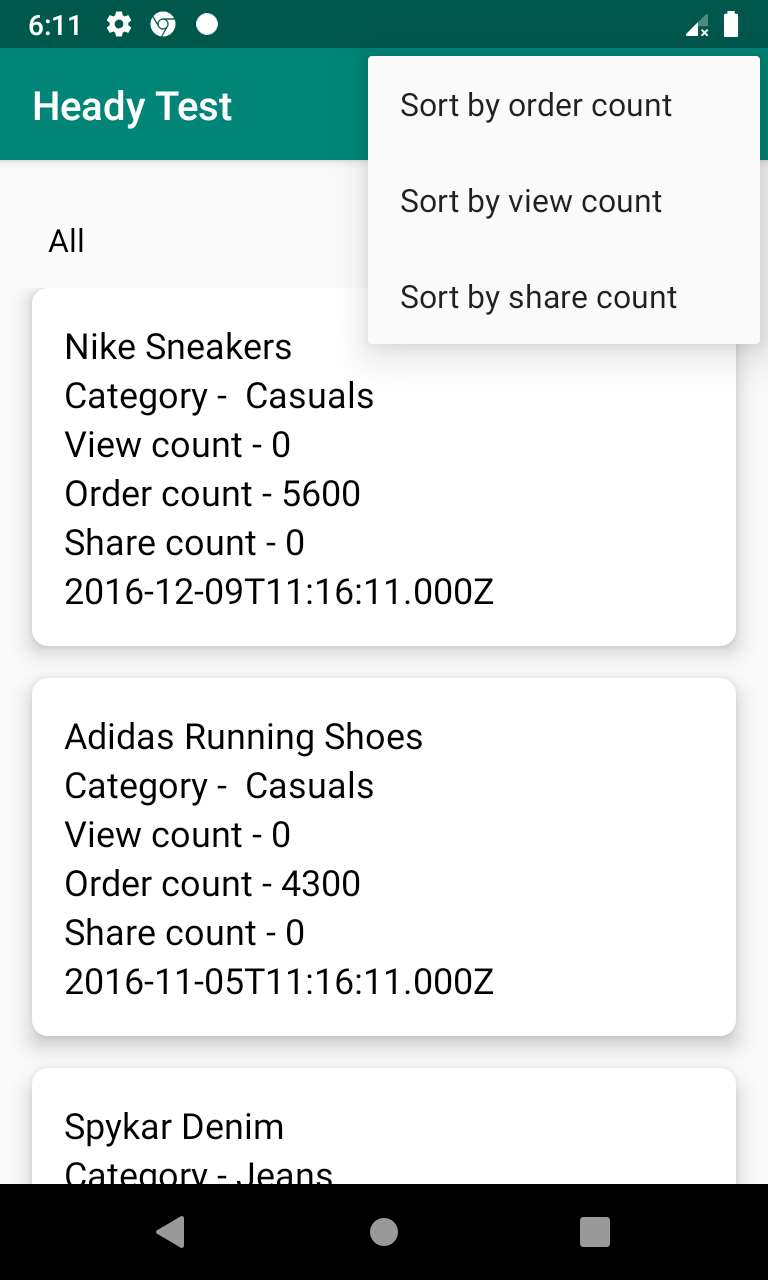 6:11
Heady Test
Sort by order count
Sort by view count
Sort by share count
All
Nike Sneakers
Category -  Casuals
View count - 0
Order count - 5600
Share count - 0
2016-12-09T11:16:11.000Z
Adidas Running Shoes
Category -  Casuals
View count - 0
Order count - 4300
Share count - 0
2016-11-05T11:16:11.000Z
Spykar Denim
Category - Jeans